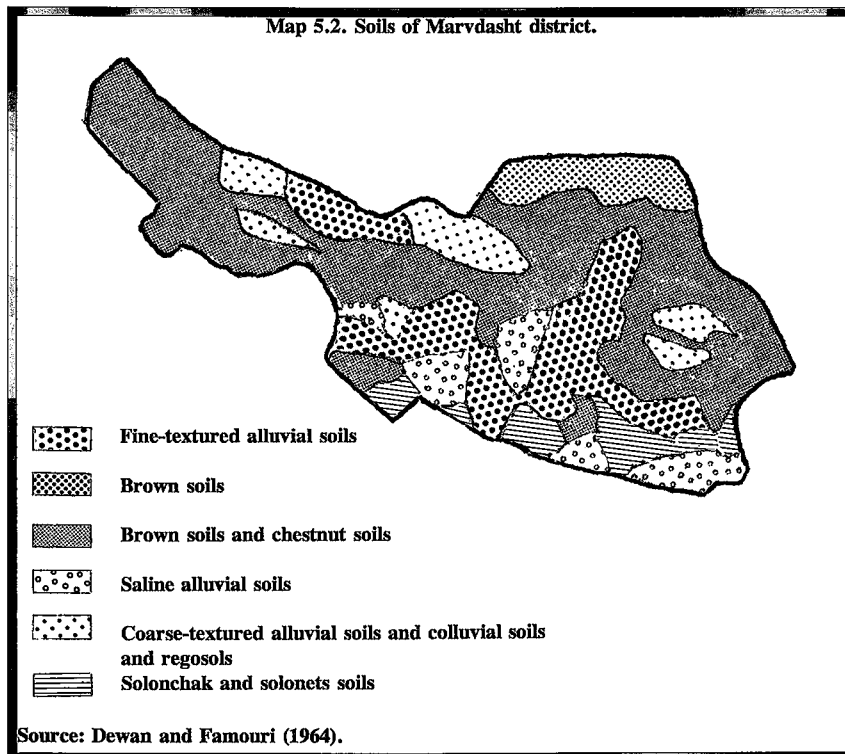 Map 5.2. Soils of Marvdasht district.
Fine-textured alluvial soils
Brown soils
Brown soils and chestnut soils
Saline alluvial soils
Coarse-textured alluvial soils and colluvial soils
and regosols
Solonchak and solonets soils
Source: Dewan and Famouri (1964).